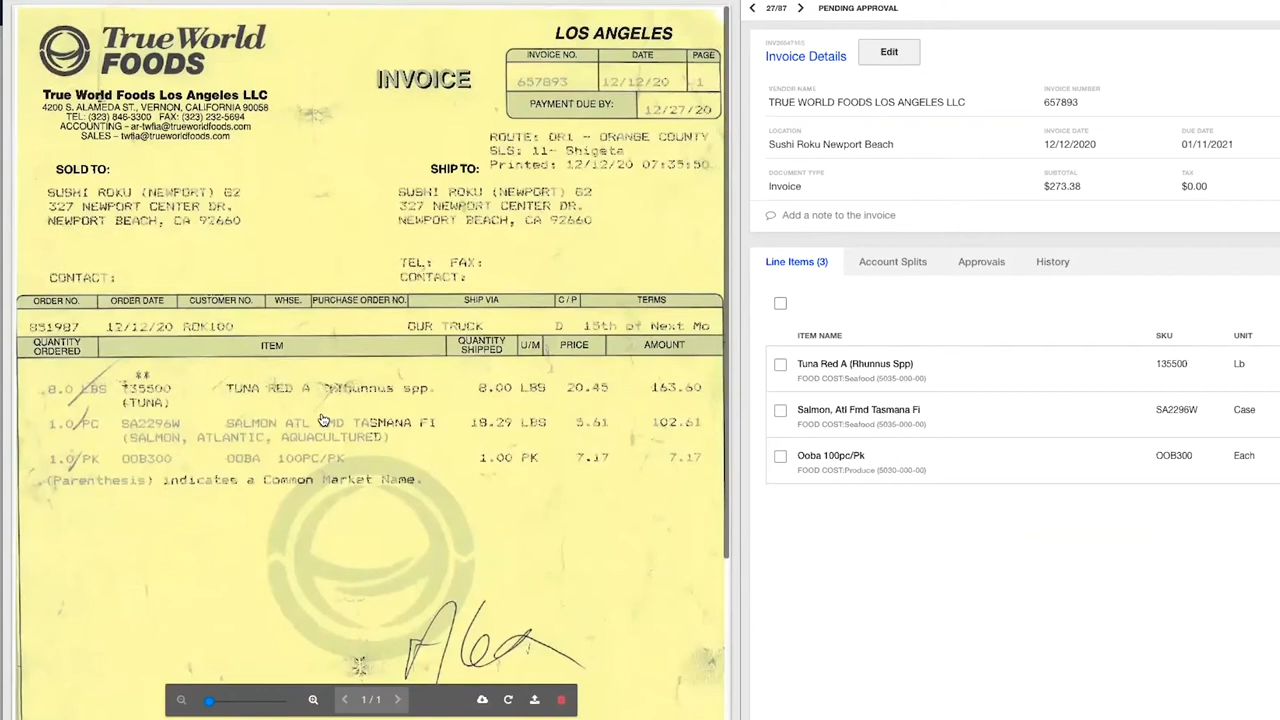 True World
FOODS
LOS ANGELES
INVOICE
INVOICE NO. DATE PAGE
657893 12/12/20 1
PAYMENT DUE BY: 12/27/20
True World Foods Los Angeles LLC
4200 S. ALAMEDA ST., VERNON, CALIFORNIA 90058
TEL: (323) 846-3300 FAX: (323) 232-5694
ACCOUNTING – ar-twfla@trueworldfoods.com
SALES – twfla@trueworldfoods.com
ROUTE: OR1 - ORANGE COUNTY
SLS: 11- Shigeta
Printed: 12/12/20 07:35:50
SOLD TO: SHIP TO:
SUSHI ROKU (NEWPORT) 62 SUSHI ROKU (NEWPORT) 62
327 NEWPORT CENTER DR. 327 NEWPORT CENTER DR.
NEWPORT BEACH, CA 92660 NEWPORT BEACH, CA 92660
TEL: FAX:
CONTACT: CONTACT:
ORDER NO. ORDER DATE CUSTOMER NO. WHSE. PURCHASE ORDER NO. SHIP VIA C/P TERMS
851987 12/12/20 ROK100 OUR TRUCK D 15th of Next Mo
QUANTITY ORDERED ITEM QUANTITY SHIPPED U/M PRICE AMOUNT
**
8.0 LBS 135500 TUNA RED A Rhunnus spp. 8.00 LBS 20.45 163.60
(TUNA)
1.0 PC SA2296W SALMON ATL TASMANA FI 18.29 LBS 5.61 102.61
(SALMON, ATLANTIC, AQUACULTURED)
1.0 PK OOB300 OOBA 100PC/PK 1.00 PK 7.17 7.17
(Parenthesis) indicates a Common Market Name.
Alex
1 / 1
27/87 PENDING APPROVAL
Invoice Details Edit
VENDOR NAME INVOICE NUMBER
TRUE WORLD FOODS LOS ANGELES LLC 657893
LOCATION INVOICE DATE DUE DATE
Sushi Roku Newport Beach 12/12/2020 01/11/2021
DOCUMENT TYPE SUBTOTAL TAX
Invoice $273.38 $0.00
Add a note to the invoice
Line Items (3) Account Splits Approvals History
ITEM NAME SKU UNIT
Tuna Red A (Rhunnus Spp) 135500 Lb
FOOD COST:Seafood (5035-000-00)
Salmon, Atl Fmd Tasmana Fi SA2296W Case
FOOD COST:Seafood (5035-000-00)
Ooba 100pc/Pk OOB300 Each
FOOD COST:Produce (5030-000-00)